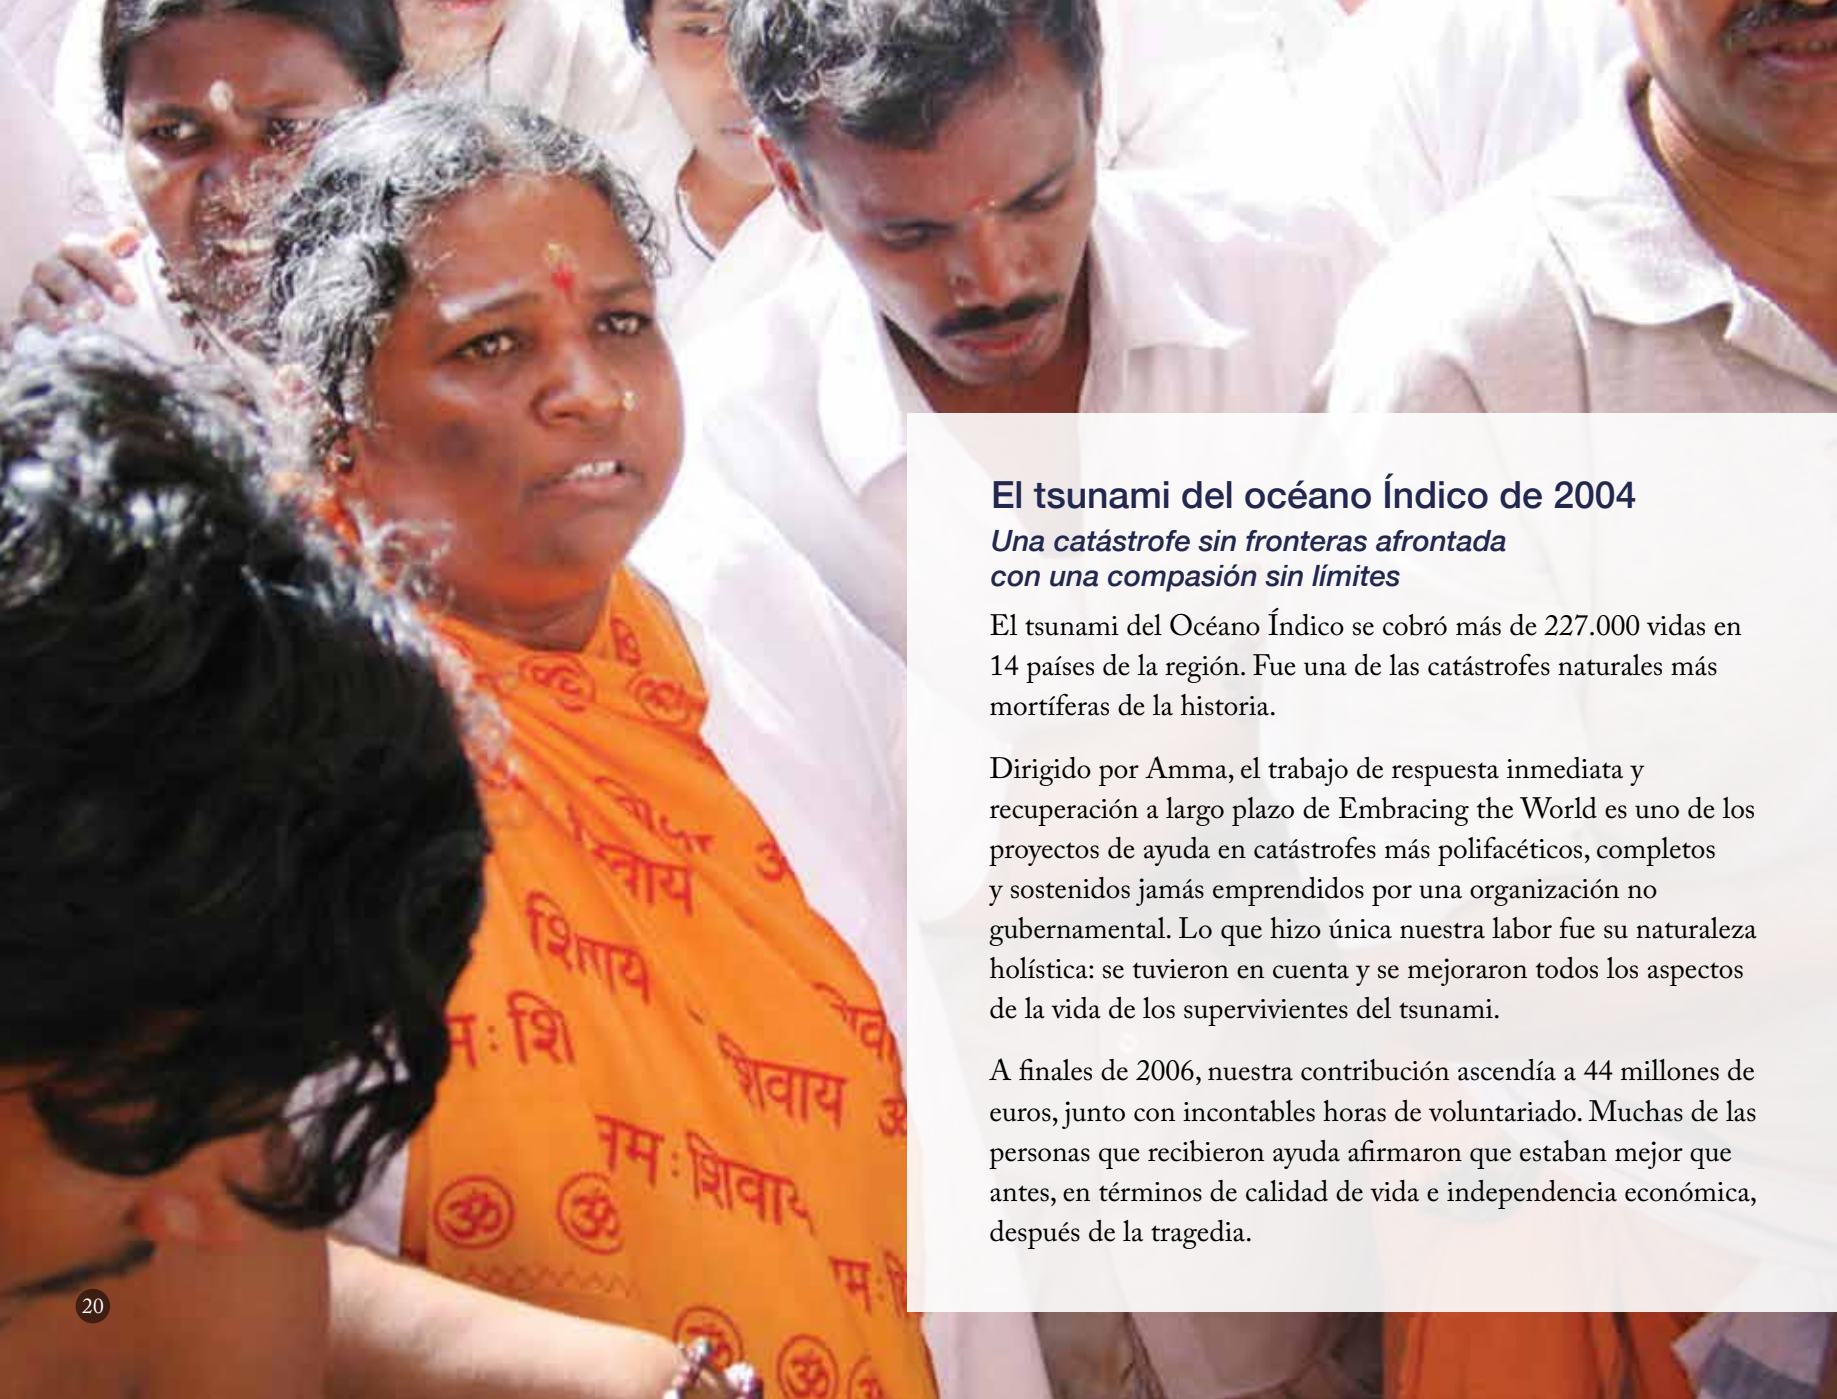 El tsunami del océano Índico de 2004
Una catástrofe sin fronteras afrontada
con una compasión sin límites
El tsunami del Océano Índico se cobró más de 227.000 vidas en
14 países de la región. Fue una de las catástrofes naturales más
mortíferas de la historia.
Dirigido por Amma, el trabajo de respuesta inmediata y
recuperación a largo plazo de Embracing the World es uno de los
proyectos de ayuda en catástrofes más polifacéticos, completos
y sostenidos jamás emprendidos por una organización no
gubernamental. Lo que hizo única nuestra labor fue su naturaleza
holística: se tuvieron en cuenta y se mejoraron todos los aspectos
de la vida de los supervivientes del tsunami.
A finales de 2006, nuestra contribución ascendía a 44 millones de
euros, junto con incontables horas de voluntariado. Muchas de las
personas que recibieron ayuda afirmaron que estaban mejor que
antes, en términos de calidad de vida e independencia económica,
después de la tragedia.
शिवाय
नम : शिवाय
ॐ ॐ
ॐ
ॐ
20